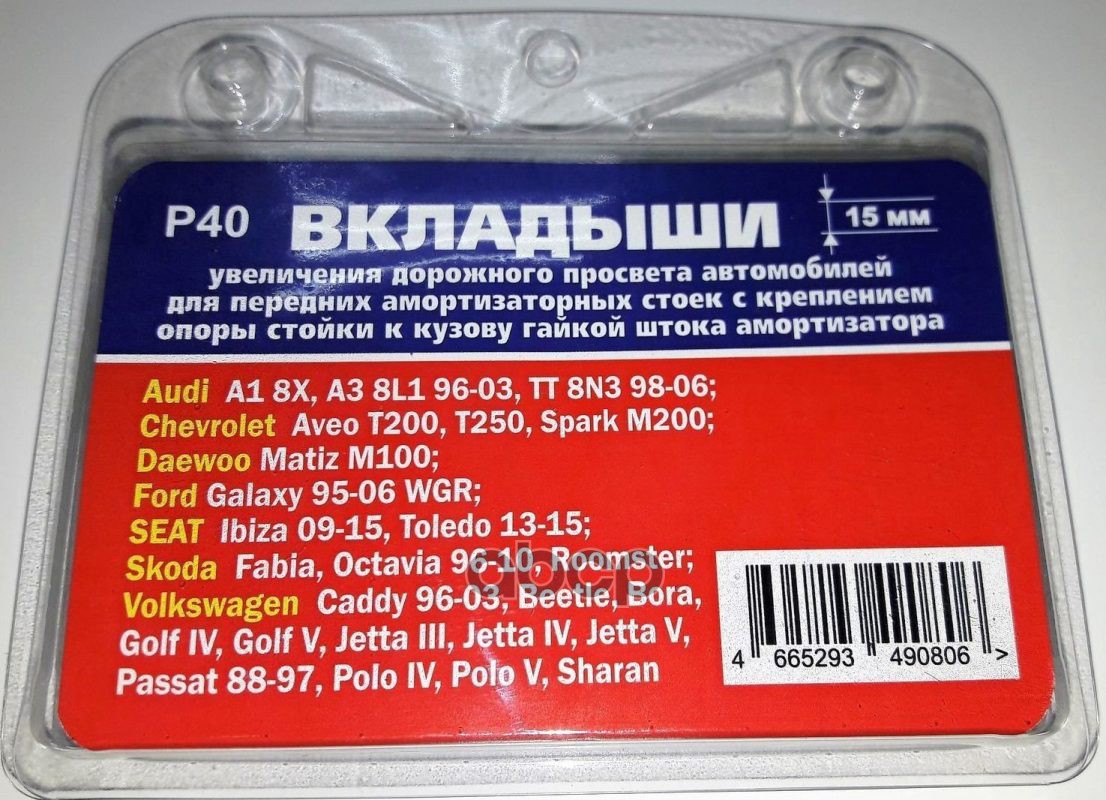 P40 ВКЛАДЫШИ 15 мм
увеличения дорожного просвета автомобилей
для передних амортизаторных стоек с креплением
опоры стойки к кузову гайкой штока амортизатора
Audi A1 8X, A3 8L1 96-03, TT 8N3 98-06;
Chevrolet Aveo T200, T250, Spark M200;
Daewoo Matiz M100;
Ford Galaxy 95-06 WGR;
SEAT Ibiza 09-15, Toledo 13-15;
Skoda Fabia, Octavia 96-10, Roomster;
abcp
Volkswagen Caddy 96-03, Beetle, Bora,
Golf IV, Golf V, Jetta III, Jetta IV, Jetta V,
Passat 88-97, Polo IV, Polo V, Sharan
4 665293 490806 >